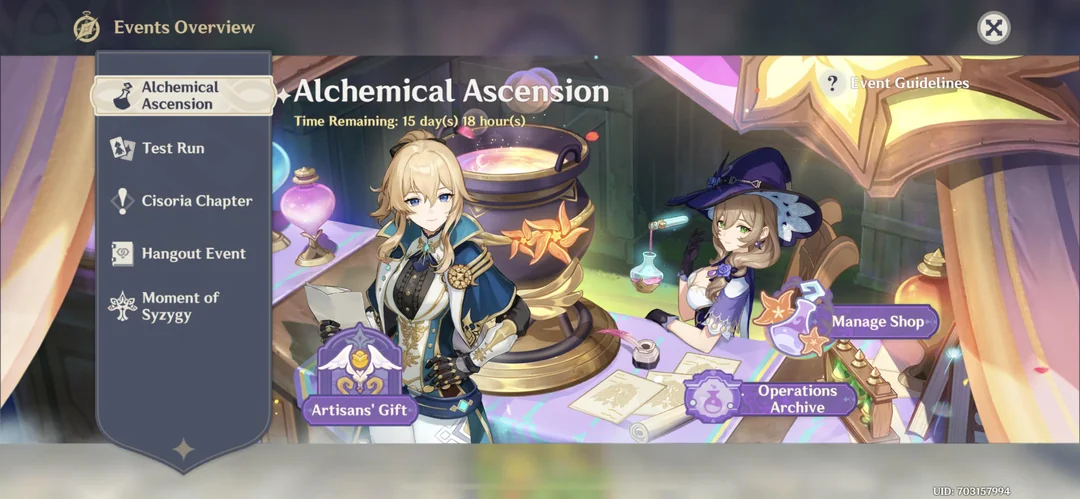 Events Overview
Alchemical
Ascension
Test Run
Cisoria Chapter
Hangout Event
Moment of
Syzygy
Alchemical Ascension
Time Remaining: 15 day(s) 18 hour(s)
? Event Guidelines
Manage Shop
Operations
Archive
Artisans' Gift
UID: 703157994